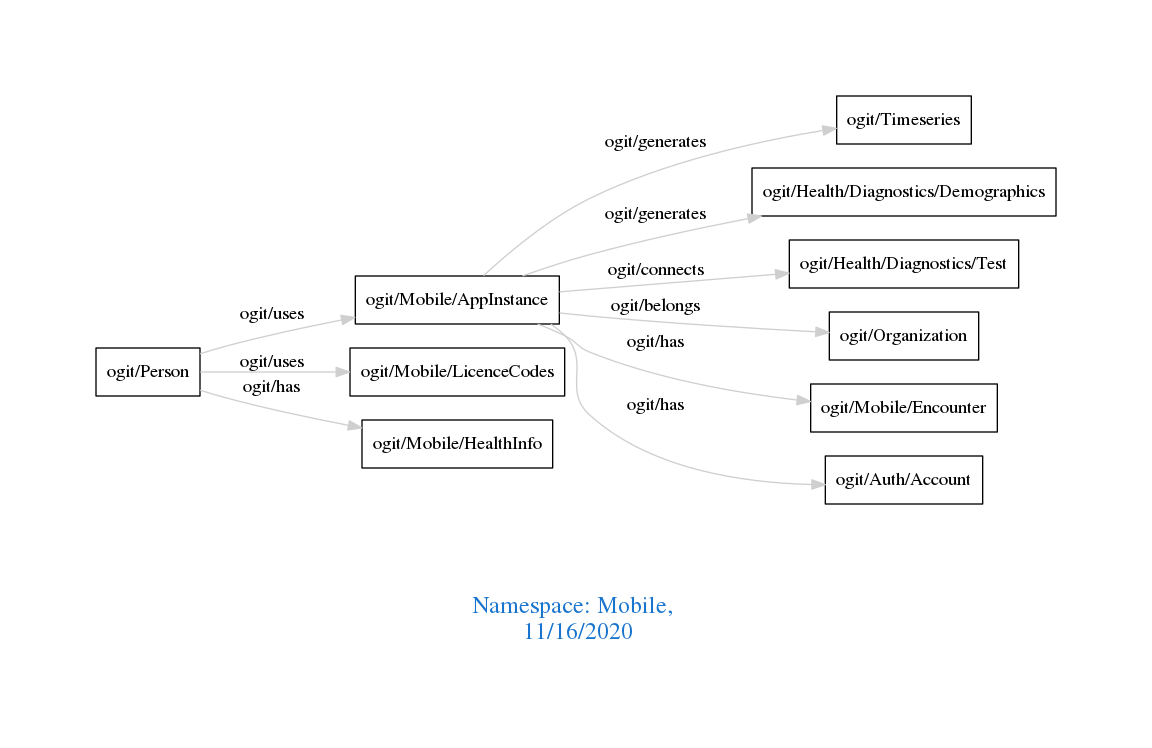 ogit/Timeseries
ogit/generates
ogit/Health/Diagnostics/Demographics
ogit/generates
ogit/Health/Diagnostics/Test
ogit/connects
ogit/Mobile/AppInstance
ogit/belongs
ogit/uses
ogit/Organization
ogit/has
ogit/uses
ogit/Person
ogit/Mobile/LicenceCodes
ogit/has
ogit/has
ogit/Mobile/Encounter
ogit/Mobile/HealthInfo
ogit/Auth/Account
Namespace: Mobile,
11/16/2020